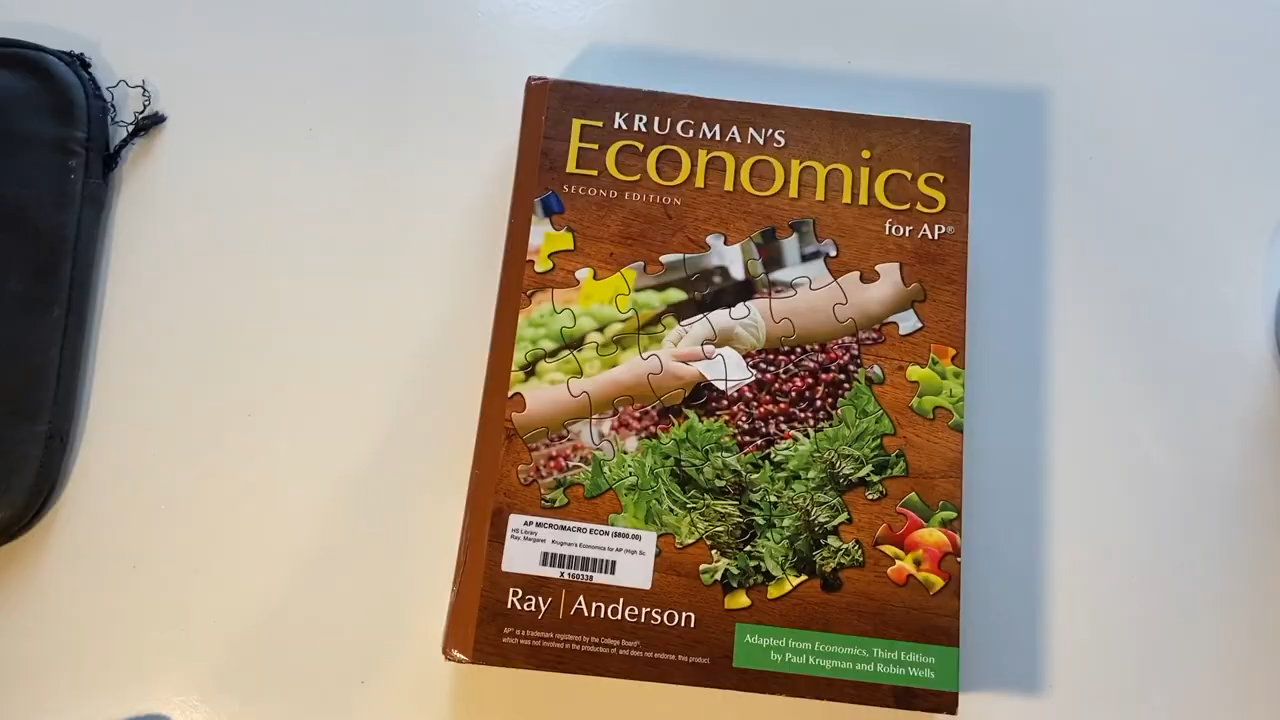 KRUGMAN'S
Economics
SECOND EDITION
for AP®
AP MICRO/MACRO ECON ($800.00)
HS Library
Ray, Margaret Krugman's Economics for AP (High Sc
X 160338
Ray | Anderson
AP® is a trademark registered by the College Board®,
which was not involved in the production of, and does not endorse, this product.
Adapted from Economics, Third Edition
by Paul Krugman and Robin Wells